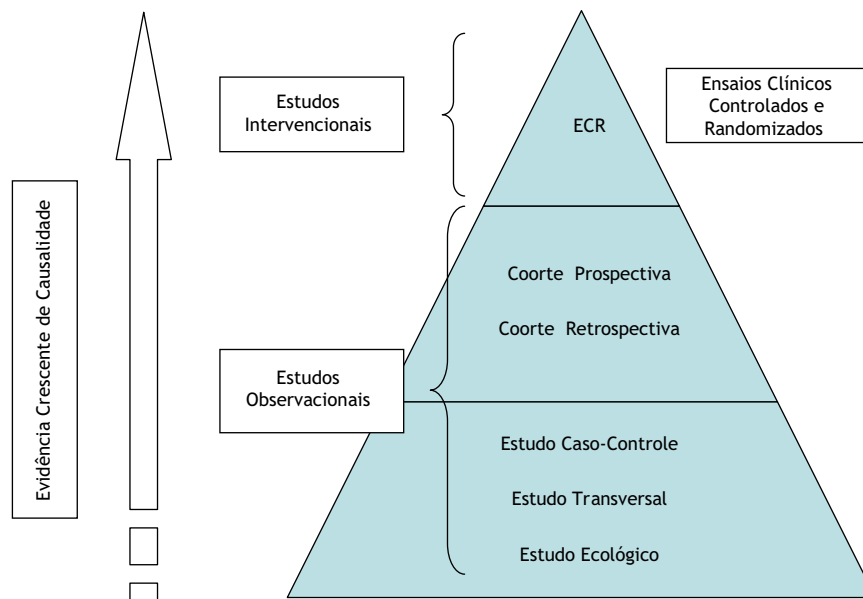 Evidência Crescente de Causalidade
Estudos
Intervencionais
ECR
Ensaios Clínicos
Controlados e
Randomizados
Estudos
Observacionais
Coorte Prospectiva
Coorte Retrospectiva
Estudo Caso-Controle
Estudo Transversal
Estudo Ecológico